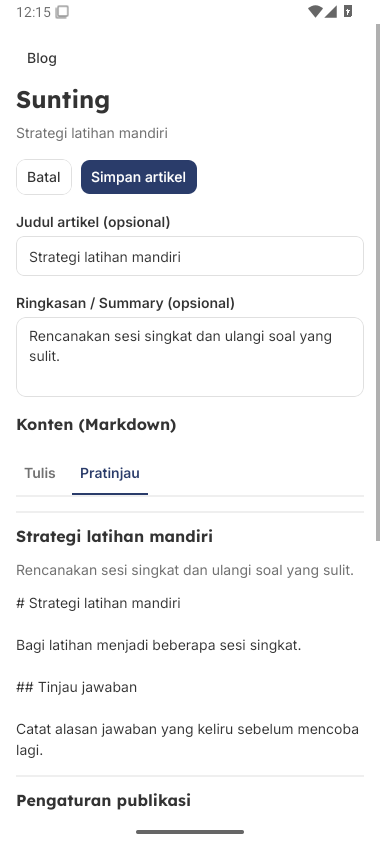 12:15
Blog
Sunting
Strategi latihan mandiri
Batal
Simpan artikel
Judul artikel (opsional)
Strategi latihan mandiri
Ringkasan / Summary (opsional)
Rencanakan sesi singkat dan ulangi soal yang
sulit.
Konten (Markdown)
Tulis
Pratinjau
Strategi latihan mandiri
Rencanakan sesi singkat dan ulangi soal yang sulit.
# Strategi latihan mandiri
Bagi latihan menjadi beberapa sesi singkat.
## Tinjau jawaban
Catat alasan jawaban yang keliru sebelum mencoba
lagi.
Pengaturan publikasi